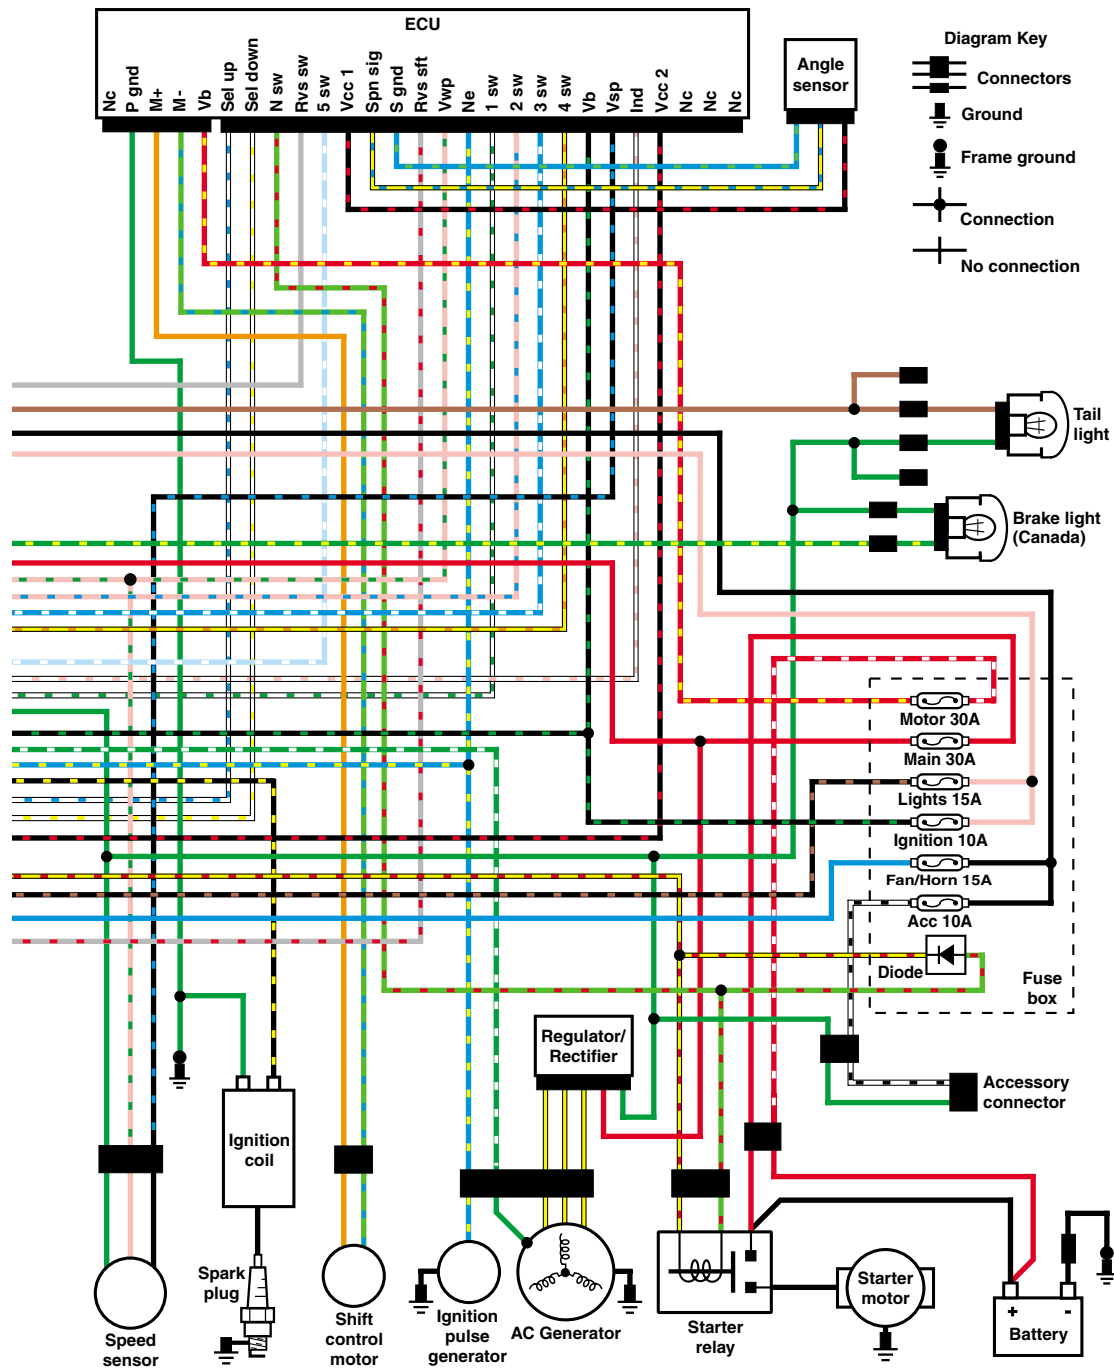 ECU
Nc
P gnd
M+
M-
Vb
Sel up
Sel down
N sw
Rvs sw
5 sw
Vcc 1
Spn sig
S gnd
Rvs sft
Vwp
Ne
1 sw
2 sw
3 sw
4 sw
Vb
Vsp
Ind
Vcc 2
Nc
Nc
Nc
Angle
sensor
Diagram Key
Connectors
Ground
Frame ground
Connection
No connection
Tail
light
Brake light
(Canada)
Motor 30A
Main 30A
Lights 15A
Ignition 10A
Fan/Horn 15A
Acc 10A
Diode
Fuse
box
Regulator/
Rectifier
Accessory
connector
Ignition
coil
Spark
plug
Speed
sensor
Shift
control
motor
Ignition
pulse
generator
AC Generator
Starter
relay
Starter
motor
+ -
Battery